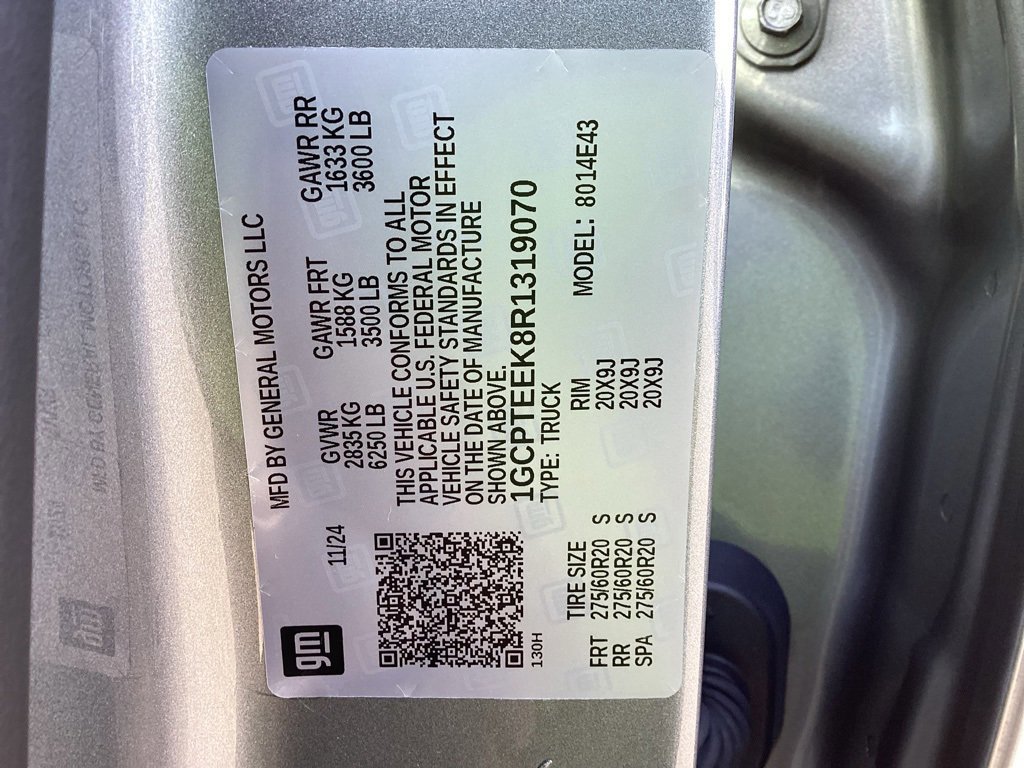 MFD BY GENERAL MOTORS LLC
11/24
GVWR GAWR FRT GAWR RR
2835 KG 1588 KG 1633 KG
6250 LB 3500 LB 3600 LB
THIS VEHICLE CONFORMS TO ALL
APPLICABLE U.S. FEDERAL MOTOR
VEHICLE SAFETY STANDARDS IN EFFECT
ON THE DATE OF MANUFACTURE
SHOWN ABOVE.
1GCPTEEK8R1319070
TYPE: TRUCK
gm
130H
TIRE SIZE RIM MODEL: 8014E43
FRT 275/60R20 S 20X9J
RR 275/60R20 S 20X9J
SPA 275/60R20 S 20X9J